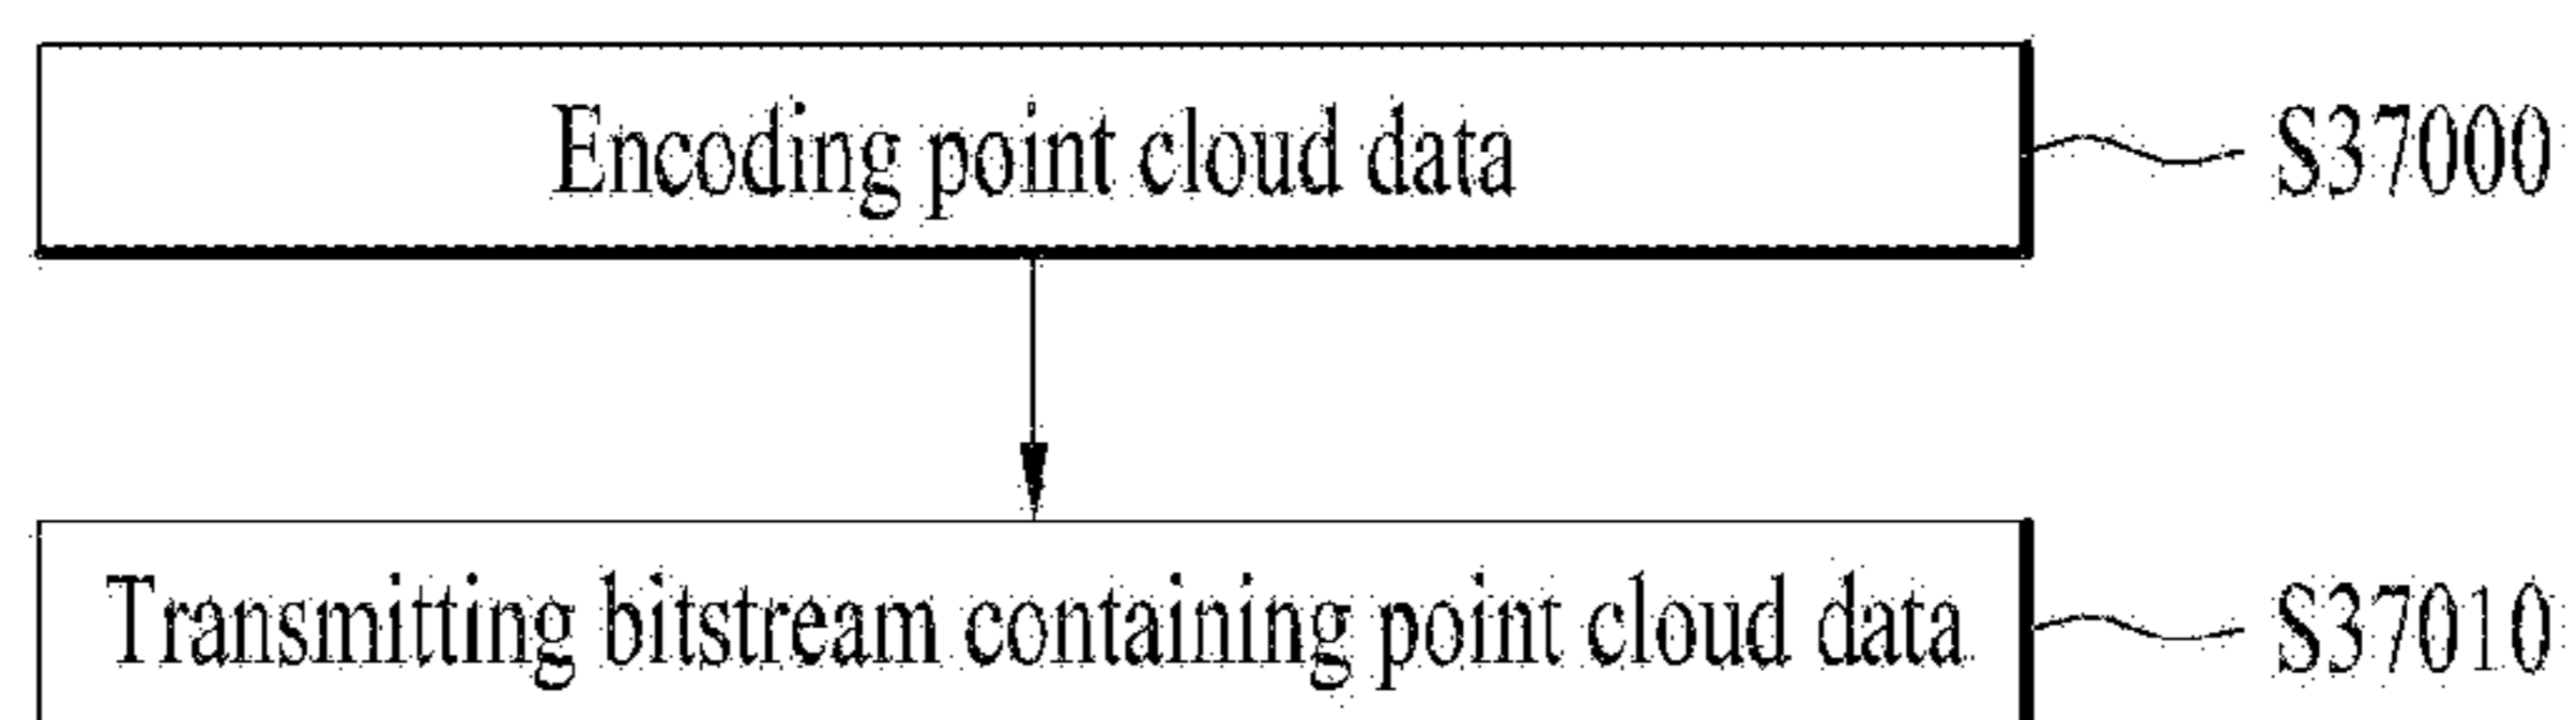 Encoding point cloud data
S37000
Transmitting bitstream containing point cloud data
S37010